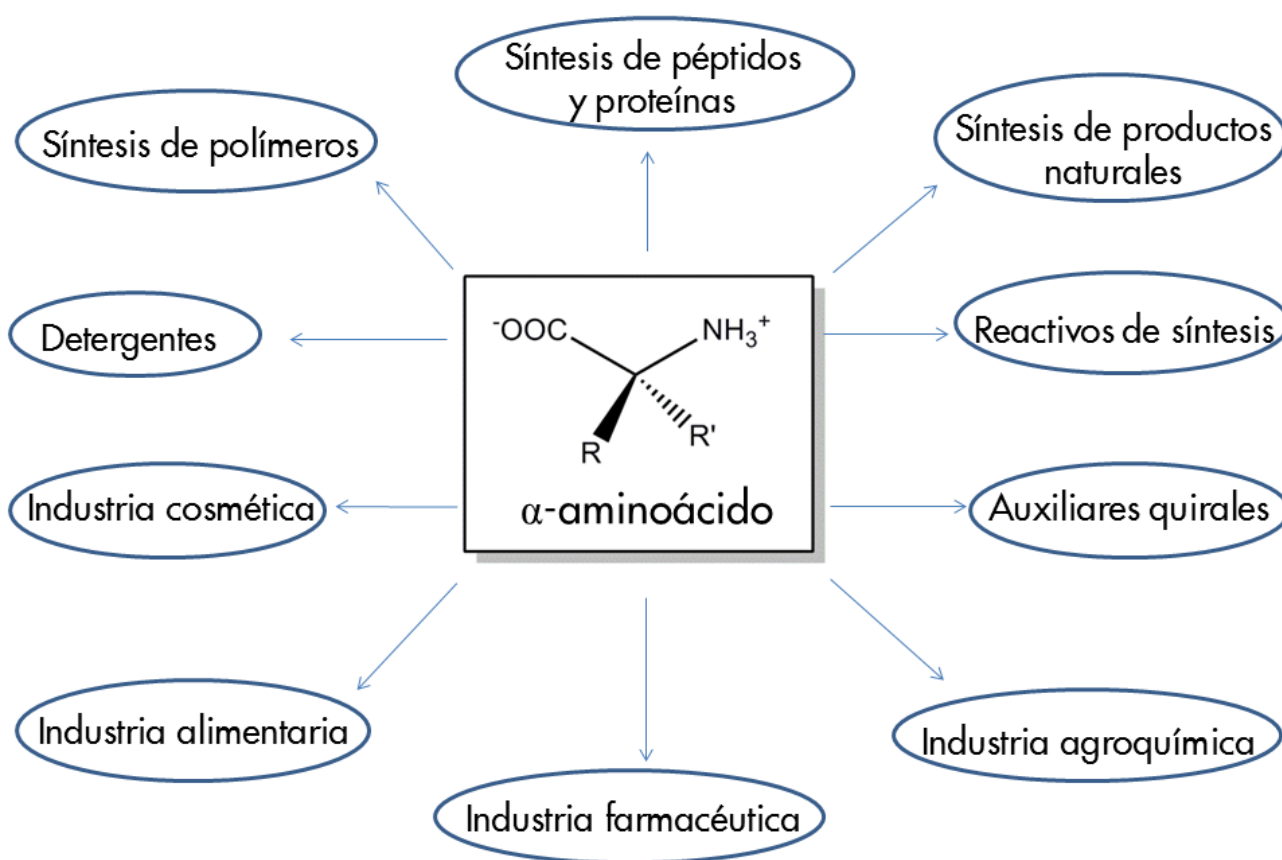 Síntesis de péptidos
y proteínas
Síntesis de polímeros
Síntesis de productos
naturales
Detergentes
⁻OOC
NH₃⁺
R
R'
α-aminoácido
Reactivos de síntesis
Industria cosmética
Auxiliares quirales
Industria alimentaria
Industria agroquímica
Industria farmacéutica